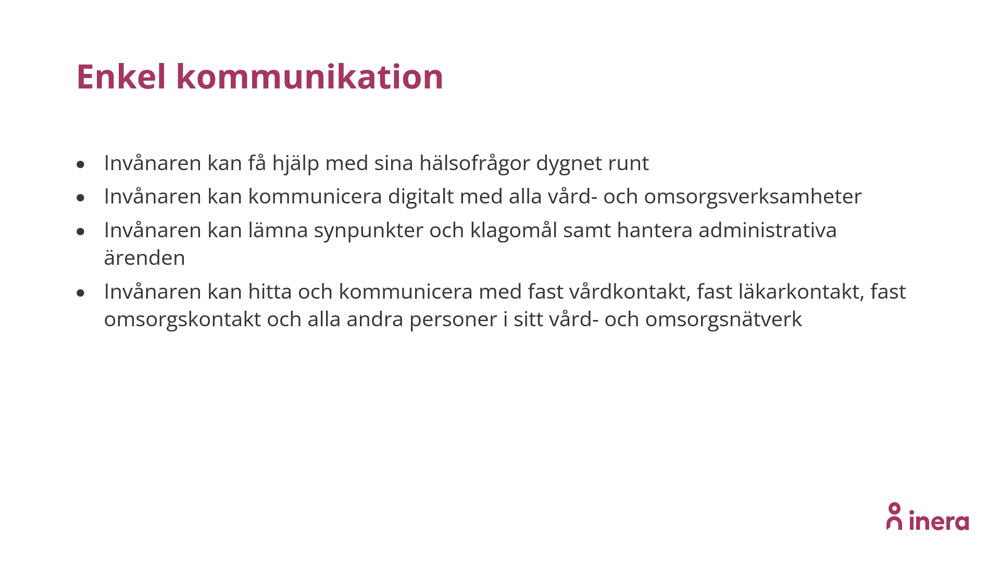 Enkel kommunikation
• Invånaren kan få hjälp med sina hälsofrågor dygnet runt
• Invånaren kan kommunicera digitalt med alla vård- och omsorgsverksamheter
• Invånaren kan lämna synpunkter och klagomål samt hantera administrativa
ärenden
• Invånaren kan hitta och kommunicera med fast vårdkontakt, fast läkarkontakt, fast
omsorgskontakt och alla andra personer i sitt vård- och omsorgsnätverk
inera